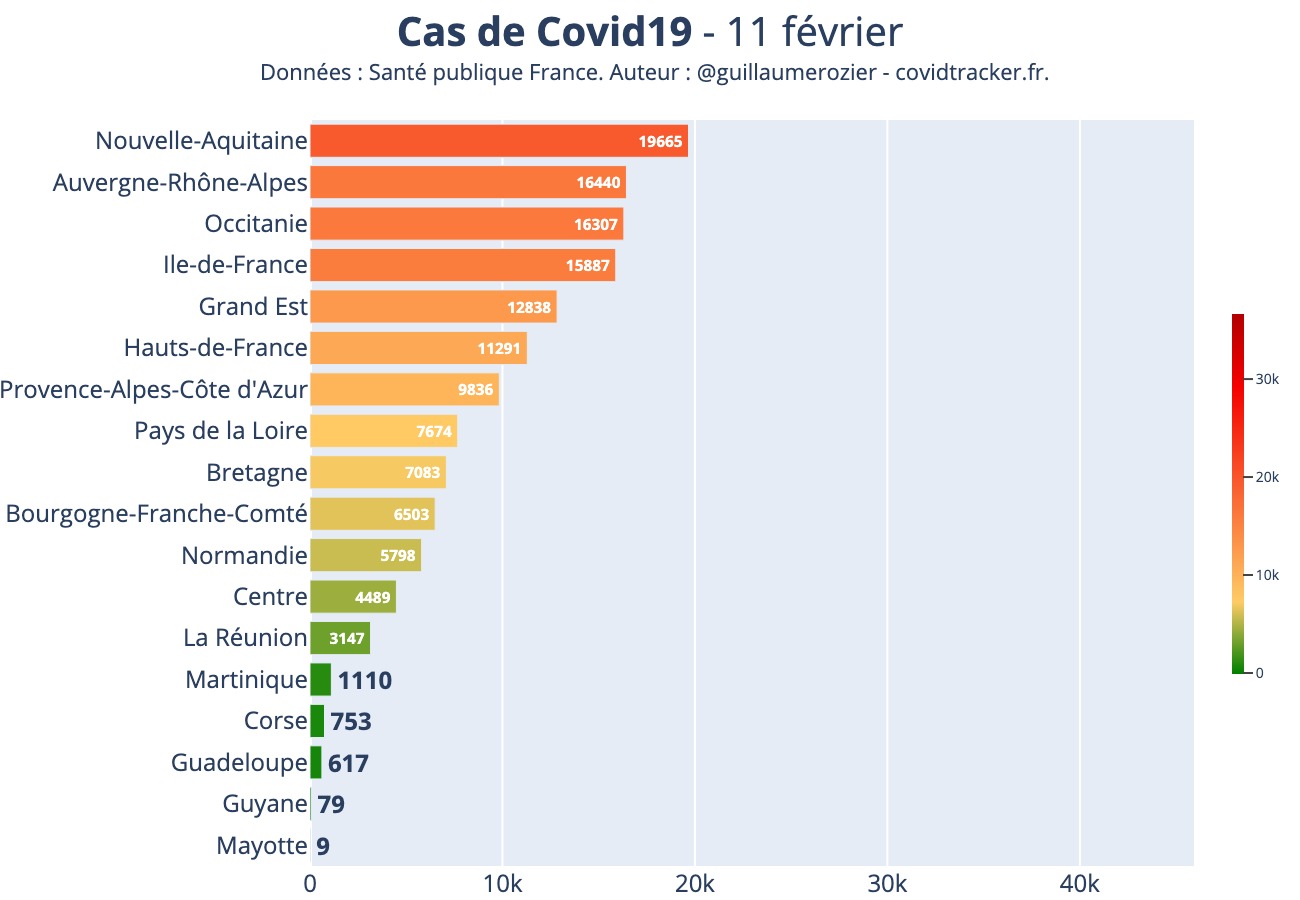 Cas de Covid19 - 11 février
Données : Santé publique France. Auteur : @guillaumerozier - covidtracker.fr.
Nouvelle-Aquitaine 19665
Auvergne-Rhône-Alpes 16440
Occitanie 16307
Ile-de-France 15887
Grand Est 12838
Hauts-de-France 11291
Provence-Alpes-Côte d'Azur 9836
Pays de la Loire 7674
Bretagne 7083
Bourgogne-Franche-Comté 6503
Normandie 5798
Centre 4489
La Réunion 3147
Martinique 1110
Corse 753
Guadeloupe 617
Guyane 79
Mayotte 9
0 10k 20k 30k 40k
30k
20k
10k
0